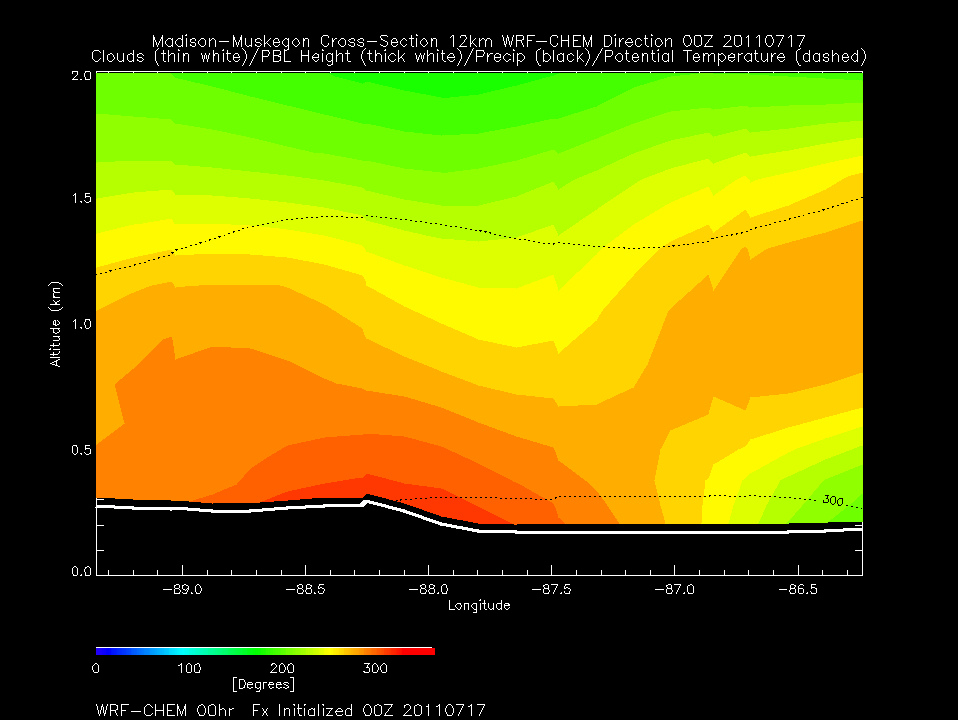 Madison-Muskegon Cross-Section 12km WRF-CHEM Direction 00Z 20110717
Clouds (thin white)/PBL Height (thick white)/Precip (black)/Potential Temperature (dashed)
2.0
1.5
1.0
0.5
0.0
Altitude (km)
300
-89.0 -88.5 -88.0 -87.5 -87.0 -86.5
Longitude
0 100 200 300
[Degrees]
WRF-CHEM 00hr Fx Initialized 00Z 20110717